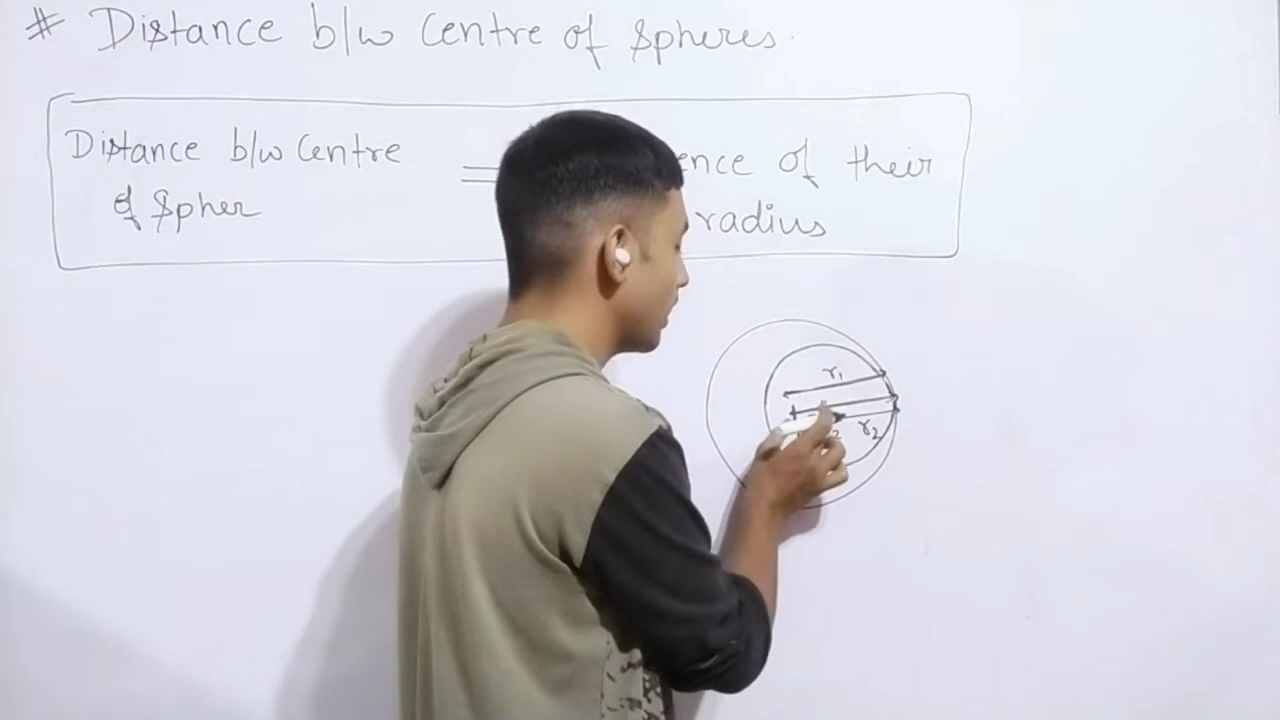 # Distance b/w Centre of Spheres.
Distance b/w Centre
of Spher
=
ence of their
radius
r₁
r₂